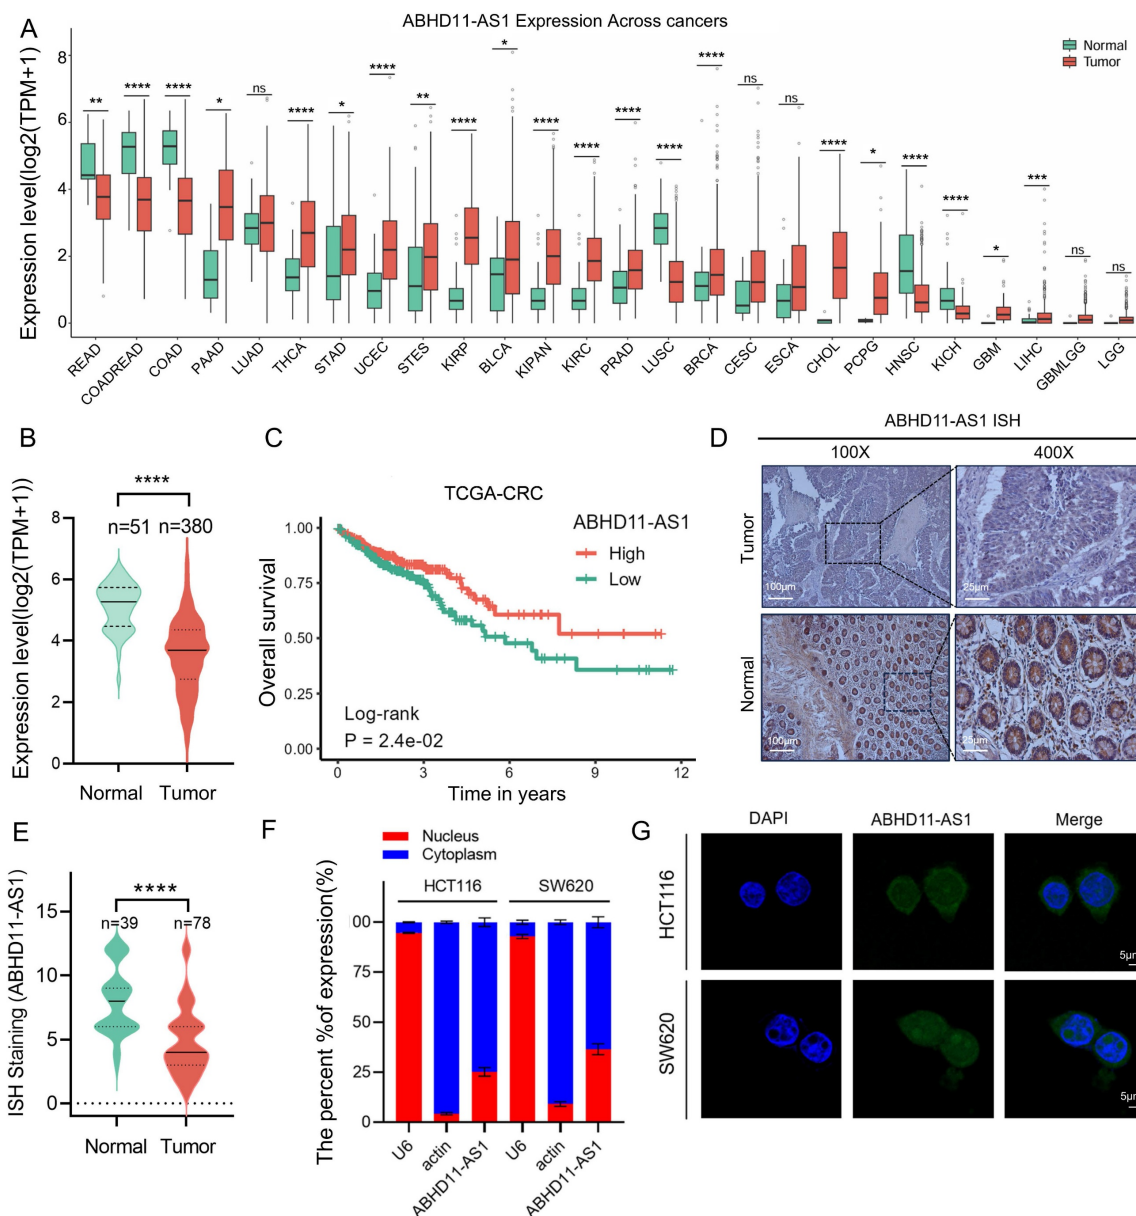 A
ABHD11-AS1 Expression Across cancers
Expression level(log2(TPM+1)
8
6
4
2
0
Normal
Tumor
** **** **** * ns **** * **** ** **** * **** **** **** **** **** ns ns **** * **** **** * *** ns ns
READ COADREAD COAD PAAD LUAD THCA STAD UCEC STES KIRP BLCA KIPAN KIRC PRAD LUSC BRCA CESC ESCA CHOL PCPG HNSC KICH GBM LIHC GBMLGG LGG
B
Expression level(log2(TPM+1))
****
n=51 n=380
8
6
4
2
0
Normal Tumor
C
TCGA-CRC
ABHD11-AS1
High
Low
Overall survival
1.00
0.75
0.50
0.25
0.00
Log-rank
P = 2.4e-02
0 3 6 9 12
Time in years
D
ABHD11-AS1 ISH
100X 400X
Tumor
100μm 25μm
Normal
100μm 25μm
E
ISH Staining (ABHD11-AS1)
****
n=39 n=78
15
10
5
0
Normal Tumor
F
Nucleus
Cytoplasm
HCT116 SW620
The percent %of expression(%)
00
75
50
25
0
U6 actin ABHD11-AS1 U6 actin ABHD11-AS1
G
DAPI ABHD11-AS1 Merge
HCT116
5μm
SW620
5μm